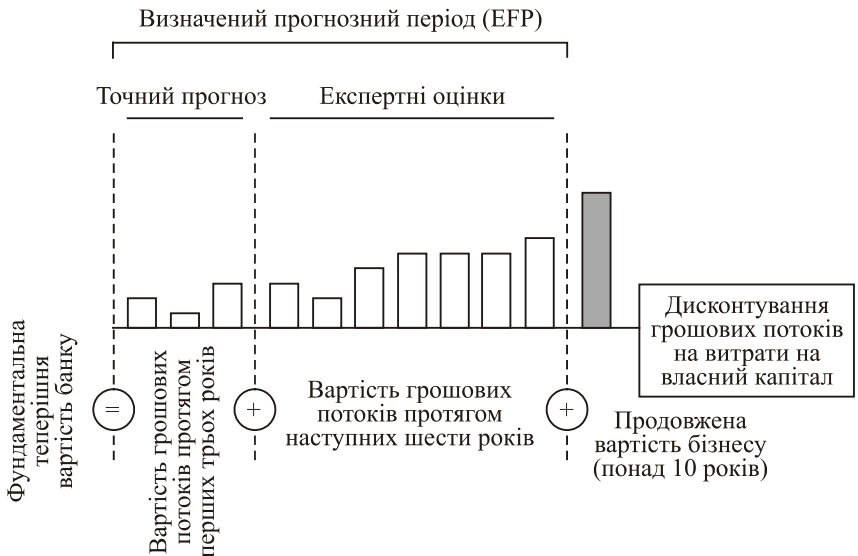 Визначений прогнозний період (EFP)
Точний прогноз
Експертні оцінки
Дисконтування
грошових потоків
на витрати на
власний капітал
Фундаментальна
теперішня
вартість банку
=
Вартість грошових
потоків протягом
перших трьох років
+
Вартість грошових
потоків протягом
наступних шести років
+
Продовжена
вартість бізнесу
(понад 10 років)